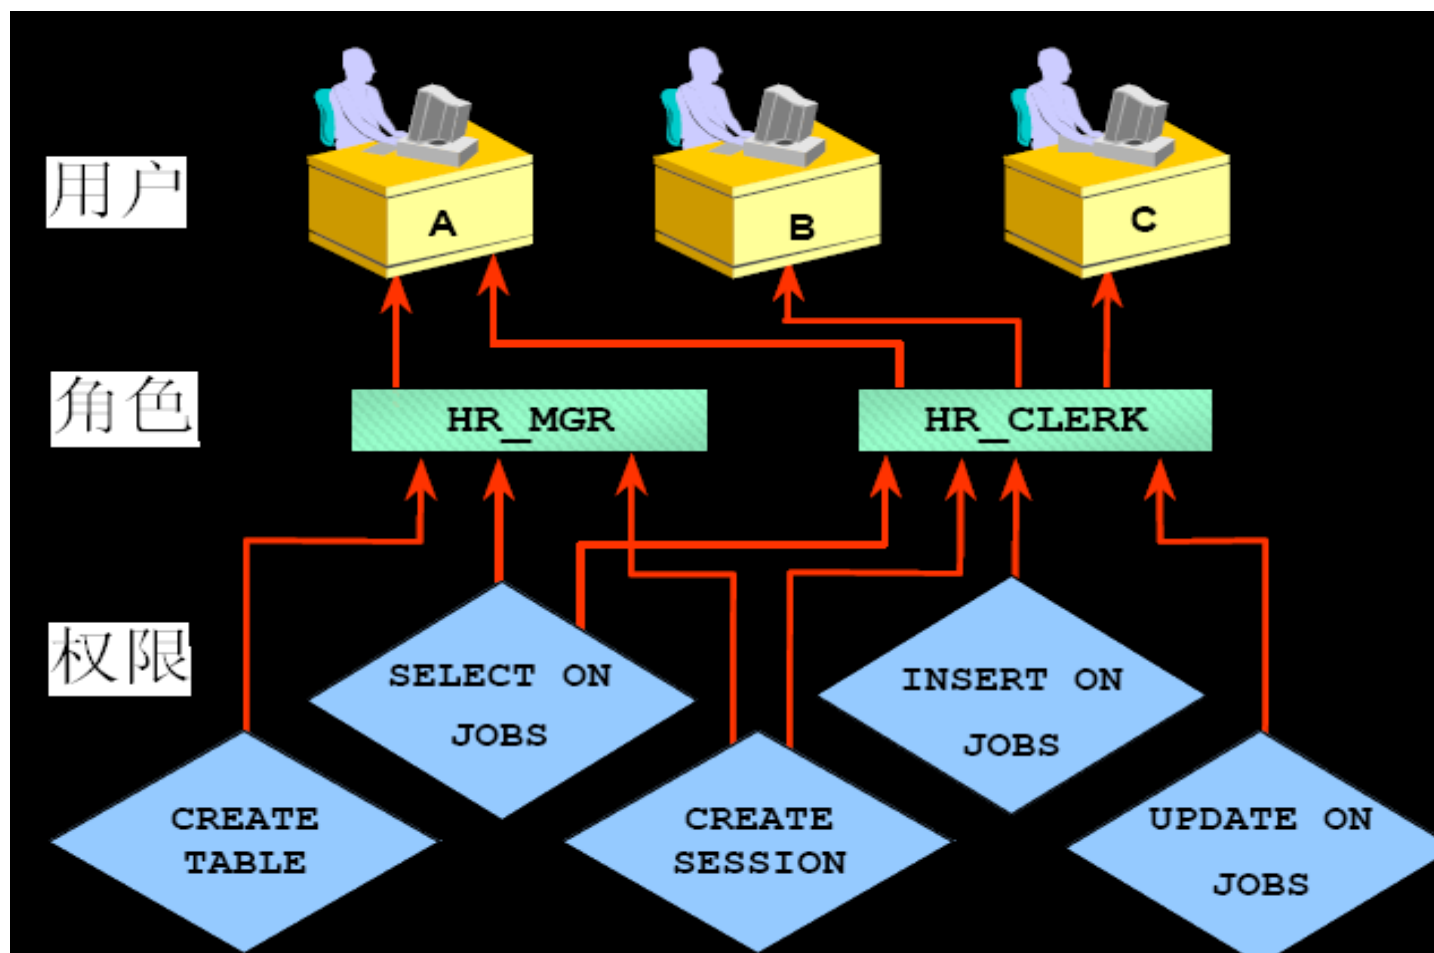 用户
A
B
C
角色
HR_MGR
HR_CLERK
权限
SELECT ON
JOBS
INSERT ON
JOBS
CREATE
TABLE
CREATE
SESSION
UPDATE ON
JOBS